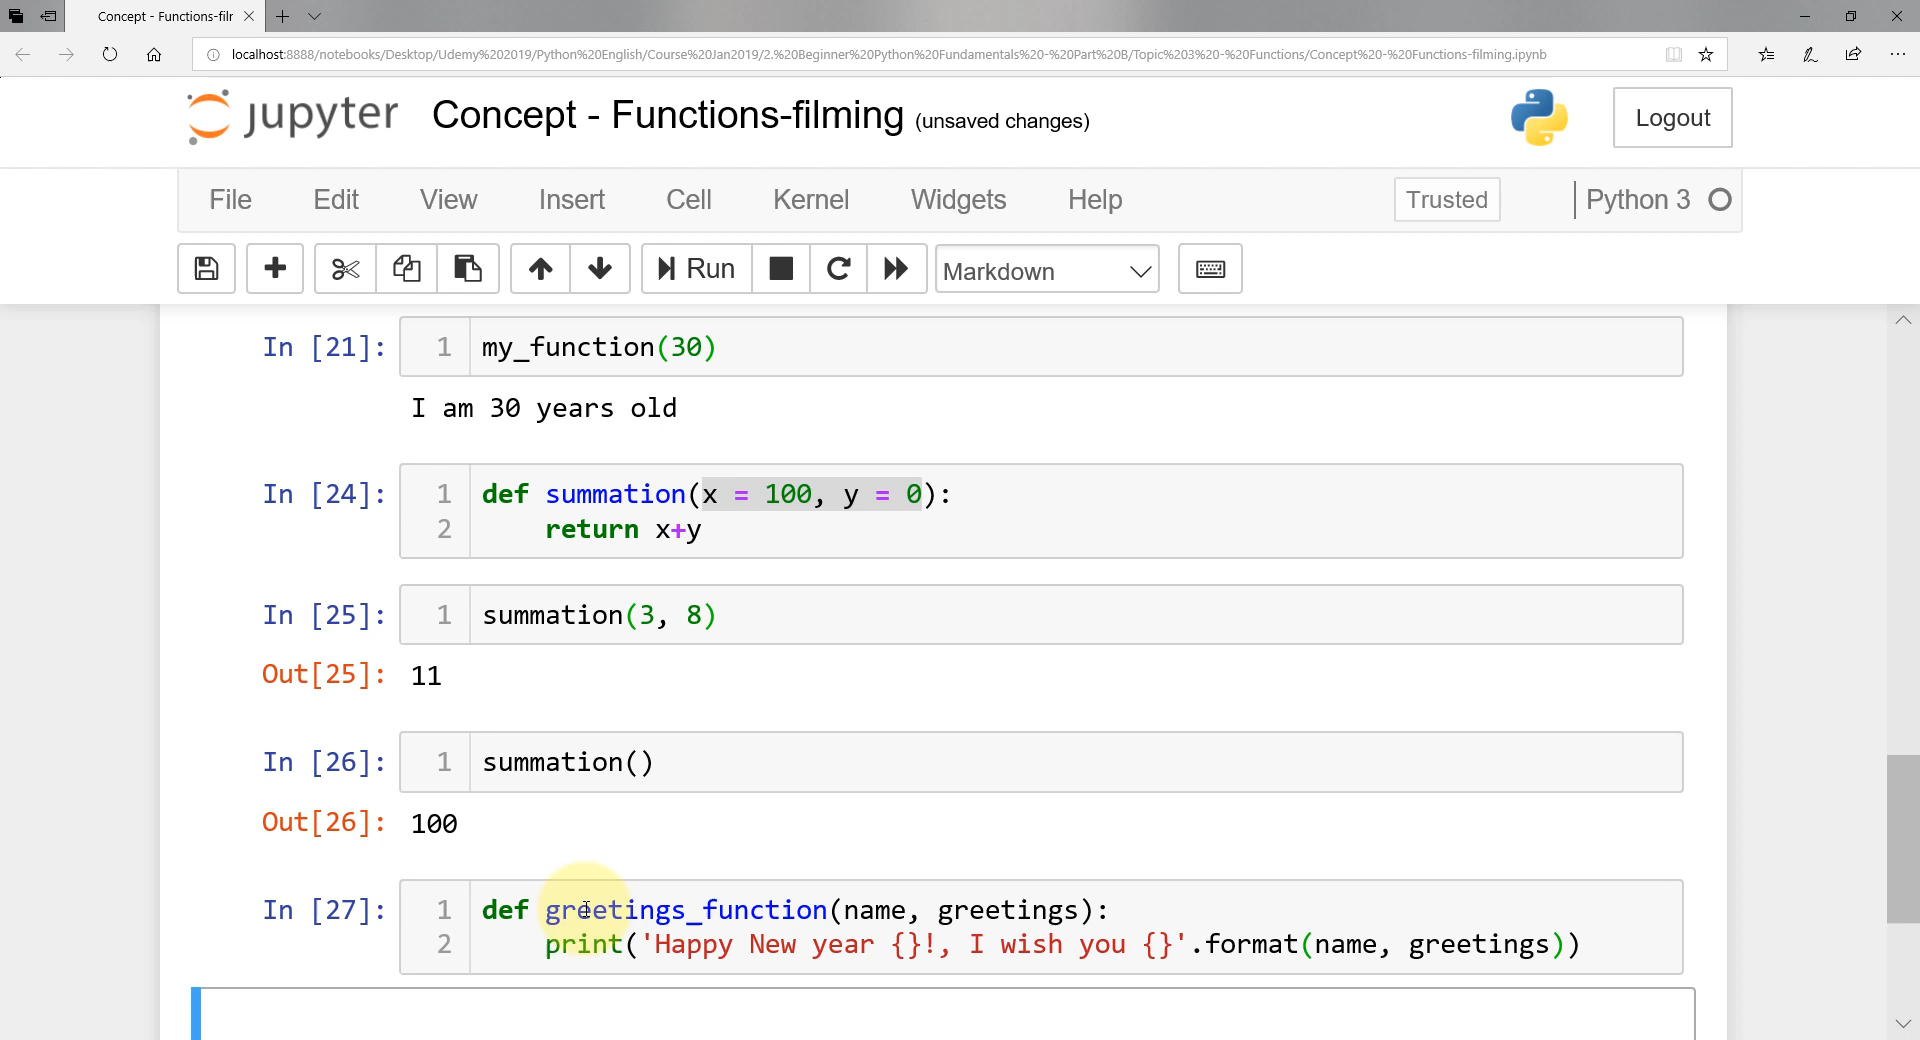 Concept - Functions-filr
localhost:8888/notebooks/Desktop/Udemy%202019/Python%20English/Course%20Jan2019/2.%20Beginner%20Python%20Fundamentals%20-%20Part%20B/Topic%203%20-%20Functions/Concept%20-%20Functions-filming.ipynb
jupyter Concept - Functions-filming (unsaved changes) Logout
File Edit View Insert Cell Kernel Widgets Help Trusted Python 3
Run Markdown
In [21]: 1 my_function(30)
I am 30 years old
In [24]: 1 def summation(x = 100, y = 0):
2 return x+y
In [25]: 1 summation(3, 8)
Out[25]: 11
In [26]: 1 summation()
Out[26]: 100
In [27]: 1 def greetings_function(name, greetings):
2 print('Happy New year {}!, I wish you {}'.format(name, greetings))